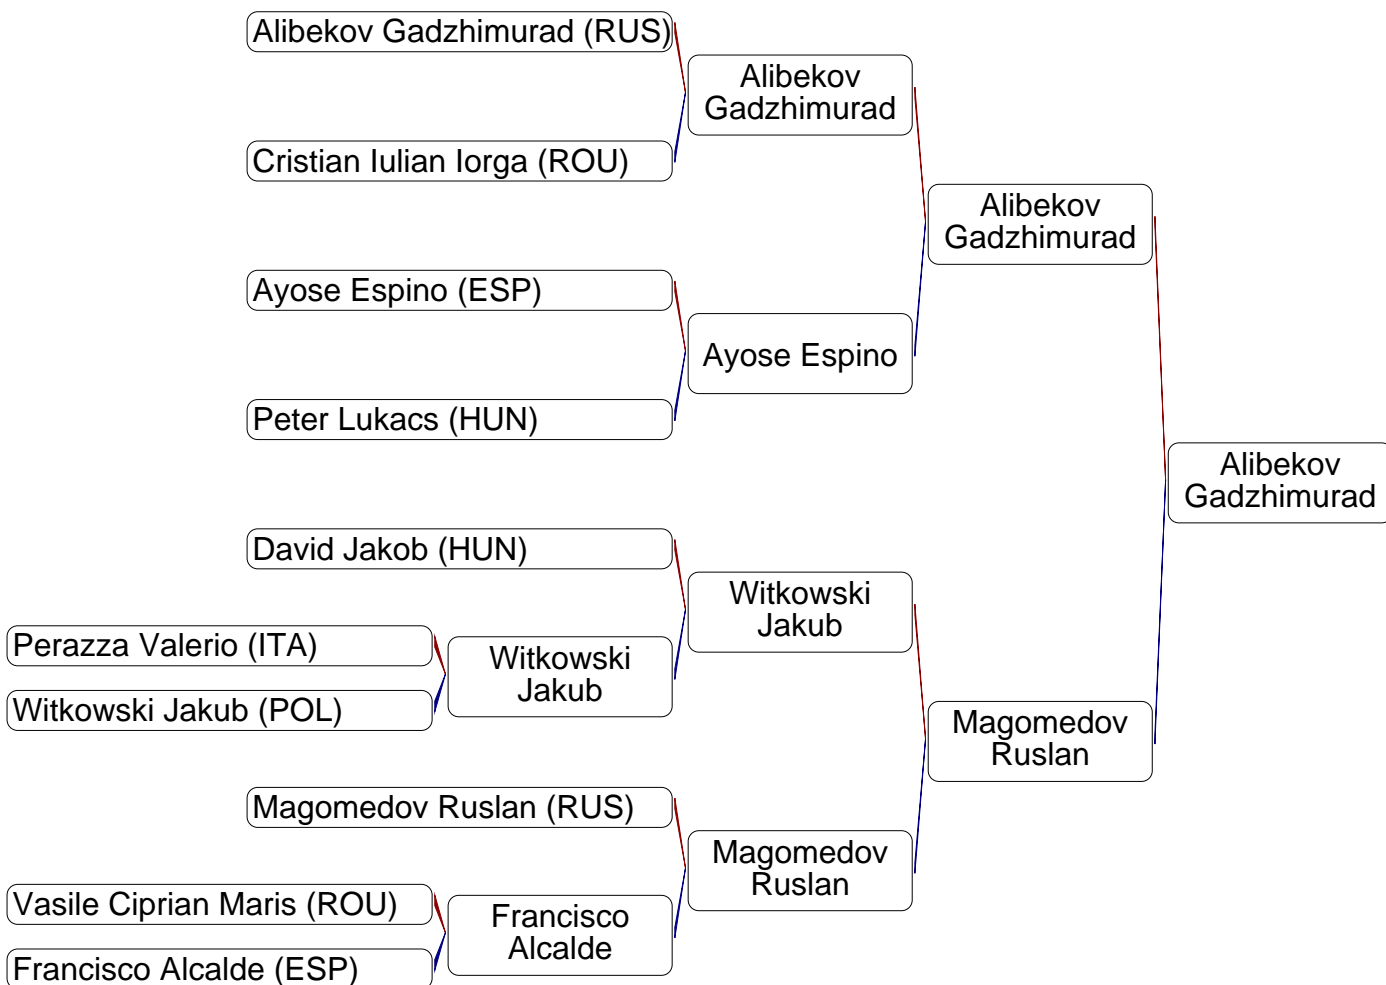 Alibekov Gadzhimurad (RUS)
Alibekov
Gadzhimurad
Cristian Iulian Iorga (ROU)
Alibekov
Gadzhimurad
Ayose Espino (ESP)
Ayose Espino
Peter Lukacs (HUN)
Alibekov
Gadzhimurad
David Jakob (HUN)
Witkowski
Jakub
Perazza Valerio (ITA)
Witkowski
Jakub
Witkowski Jakub (POL)
Magomedov
Ruslan
Magomedov Ruslan (RUS)
Magomedov
Ruslan
Vasile Ciprian Maris (ROU)
Francisco
Alcalde
Francisco Alcalde (ESP)